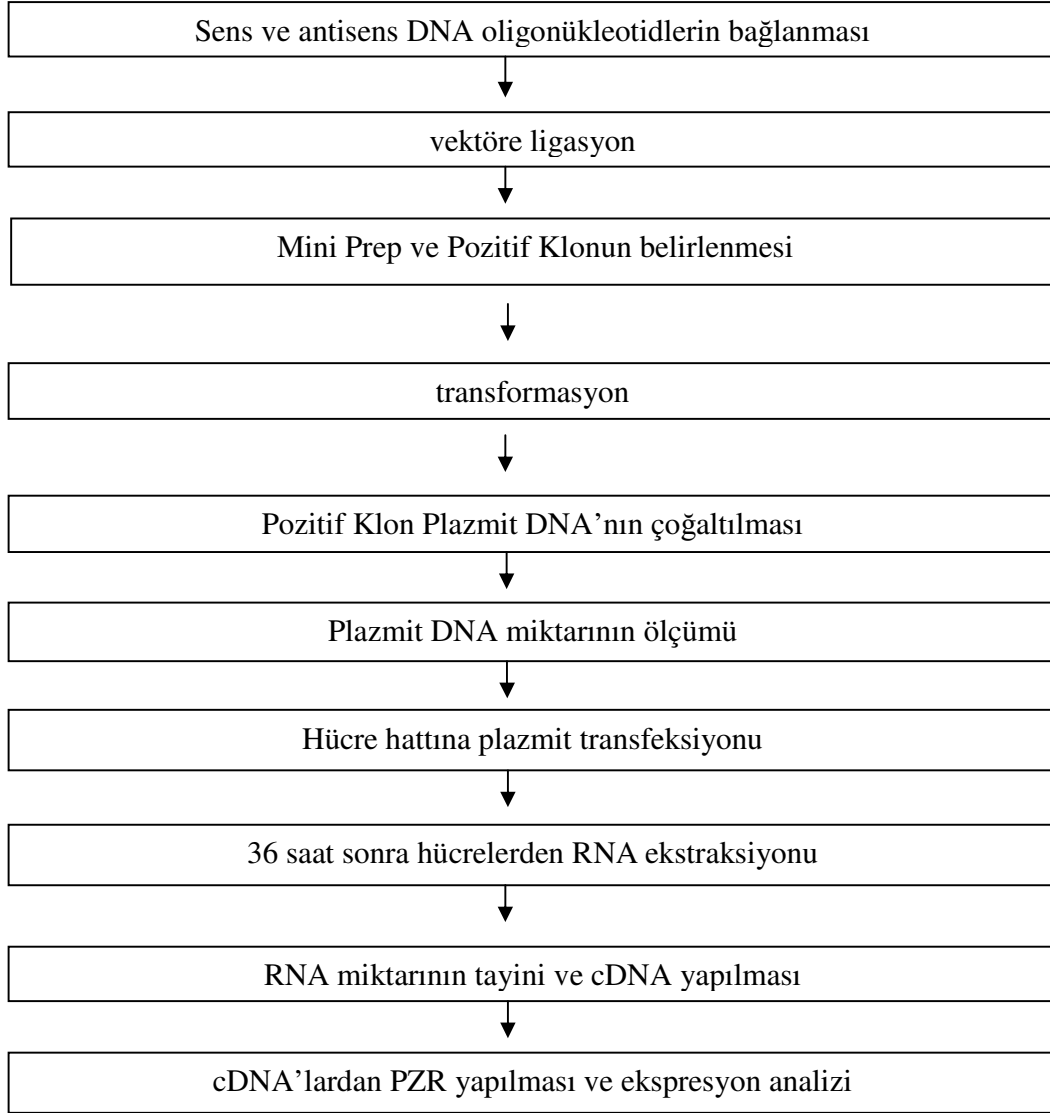 Sens ve antisens DNA oligonükleotidlerin bağlanması
vektöre ligasyon
Mini Prep ve Pozitif Klonun belirlenmesi
transformasyon
Pozitif Klon Plazmit DNA’nın çoğaltılması
Plazmit DNA miktarının ölçümü
Hücre hattına plazmit transfeksiyonu
36 saat sonra hücrelerden RNA ekstraksiyonu
RNA miktarının tayini ve cDNA yapılması
cDNA’lardan PZR yapılması ve ekspresyon analizi